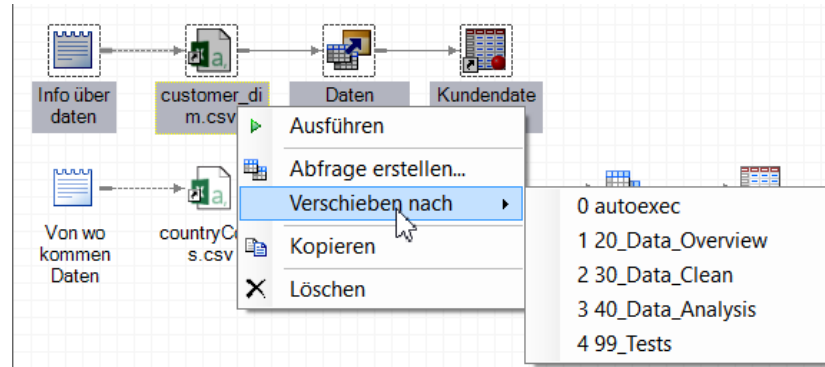 Info über
daten
customer_di
m.csv
Daten
Kundendate
Ausführen
Abfrage erstellen...
Verschieben nach
Kopieren
Löschen
0 autoexec
1 20_Data_Overview
2 30_Data_Clean
3 40_Data_Analysis
4 99_Tests
Von wo
kommen
Daten
countryC
s.csv